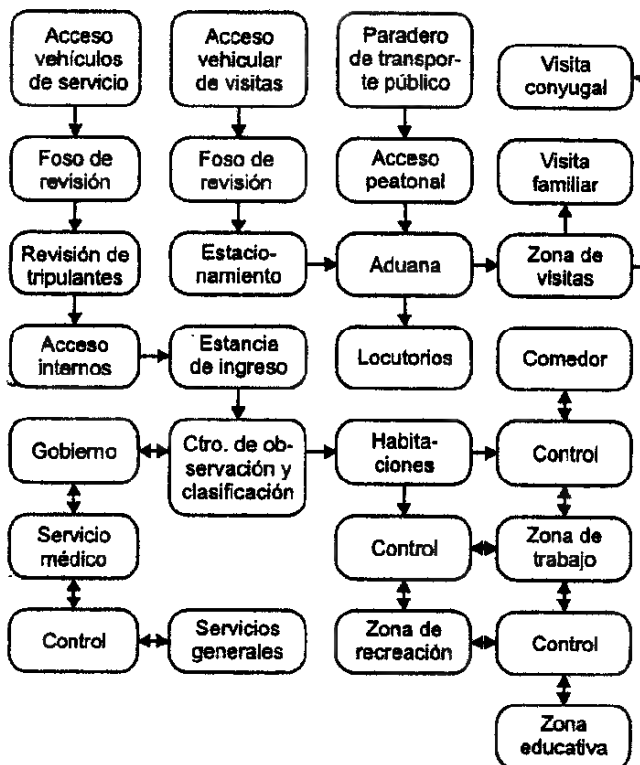 Acceso
vehículos
de servicio
Acceso
vehicular
de visitas
Paradero
de transpor-
te público
Visita
conyugal
Foso de
revisión
Foso de
revisión
Acceso
peatonal
Visita
familiar
Revisión de
tripulantes
Estacio-
namiento
Aduana
Zona de
visitas
Acceso
internos
Estancia
de ingreso
Locutorios
Comedor
Gobierno
Ctro. de ob-
servación y
clasificación
Habita-
ciones
Control
Servicio
médico
Control
Zona de
trabajo
Control
Servicios
generales
Zona de
recreación
Control
Zona
educativa